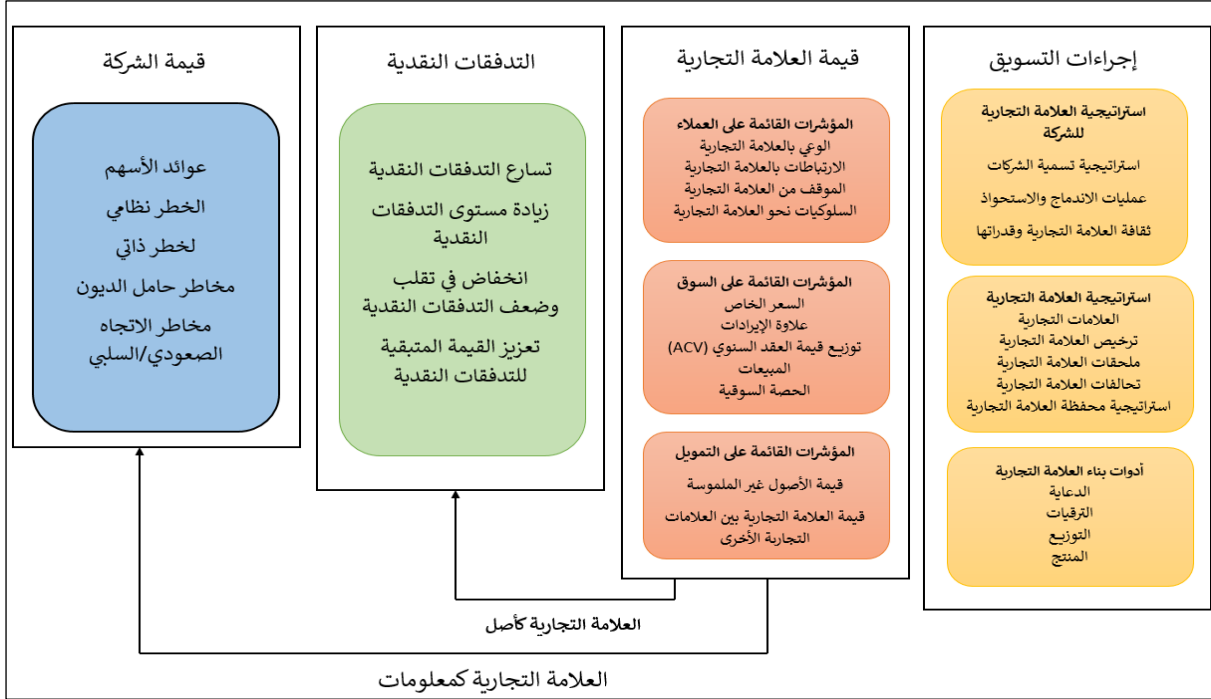 إجراءات التسويق
استراتيجية العلامة التجارية
للشركة
استراتيجية تسمية الشركات
عمليات الاندماج والاستحواذ
ثقافة العلامة التجارية وقدراتها
استراتيجية العلامة التجارية
العلامات التجارية
ترخيص العلامة التجارية
ملحقات العلامة التجارية
تحالفات العلامة التجارية
استراتيجية محفظة العلامة التجارية
أدوات بناء العلامة التجارية
الدعاية
الترقيات
التوزيع
المنتج
قيمة العلامة التجارية
المؤشرات القائمة على العملاء
الوعي بالعلامة التجارية
الارتباطات بالعلامة التجارية
الموقف من العلامة التجارية
السلوكيات نحو العلامة التجارية
المؤشرات القائمة على السوق
السعر الخاص
علاوة الإيرادات
توزيع قيمة العقد السنوي (ACV)
المبيعات
الحصة السوقية
المؤشرات القائمة على التمويل
قيمة الأصول غير الملموسة
قيمة العلامة التجارية بين العلامات
التجارية الأخرى
التدفقات النقدية
تسارع التدفقات النقدية
زيادة مستوى التدفقات
النقدية
انخفاض في تقلب
وضعف التدفقات النقدية
تعزيز القيمة المتبقية
للتدفقات النقدية
قيمة الشركة
عوائد الأسهم
الخطر نظامي
لخطر ذاتي
مخاطر حامل الديون
مخاطر الاتجاه
الصعودي/السلبي
العلامة التجارية كأصل
العلامة التجارية كمعلومات